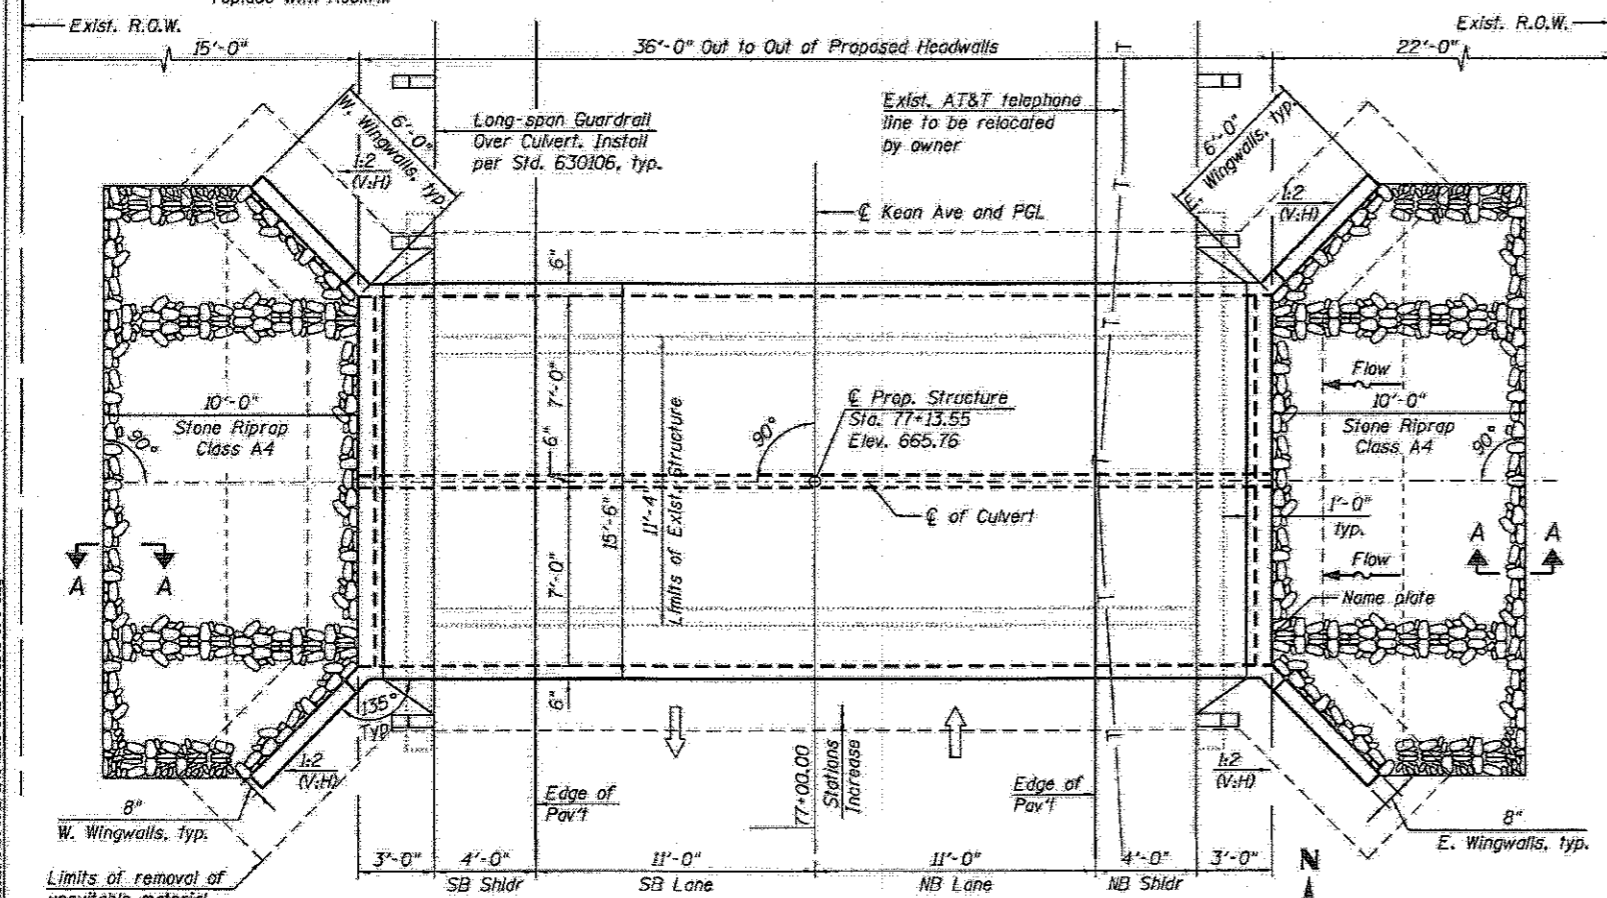 replace with Rockfill
Exist. R.O.W.
Exist. R.O.W.
15'-0"
36'-0" Out to Out of Proposed Headwalls
22'-0"
T
6'-0"
W. Wingwalls, typ.
1:2
(V:H)
Long-span Guardrail
Over Culvert. Install
per Std. 630106, typ.
Exist. AT&T telephone
line to be relocated
by owner
6'-0"
E. Wingwalls, typ.
1:2
(V:H)
T
T
℄ Kean Ave and PGL
6"
T
7'-0"
6"
7'-0"
15'-6"
11'-4"
Limits of Exist. Structure
90°
℄ Prop. Structure
Sta. 77+13.55
Elev. 665.76
10'-0"
Stone Riprap
Class A4
90°
Flow
10'-0"
Stone Riprap
Class A4
90°
T
℄ of Culvert
1'-0"
typ.
A
A
A
A
Flow
Name plate
T
6"
135°
Typ
T
1:2
(V:H)
77+00.00
Stations
Increase
1:2
(V:H)
Edge of
Pav't
Edge of
Pav't
8"
W. Wingwalls, typ.
8"
E. Wingwalls, typ.
3'-0"
4'-0"
11'-0"
11'-0"
4'-0"
3'-0"
SB Shldr
SB Lane
NB Lane
NB Shldr
N
Limits of removal of
unsuitable material